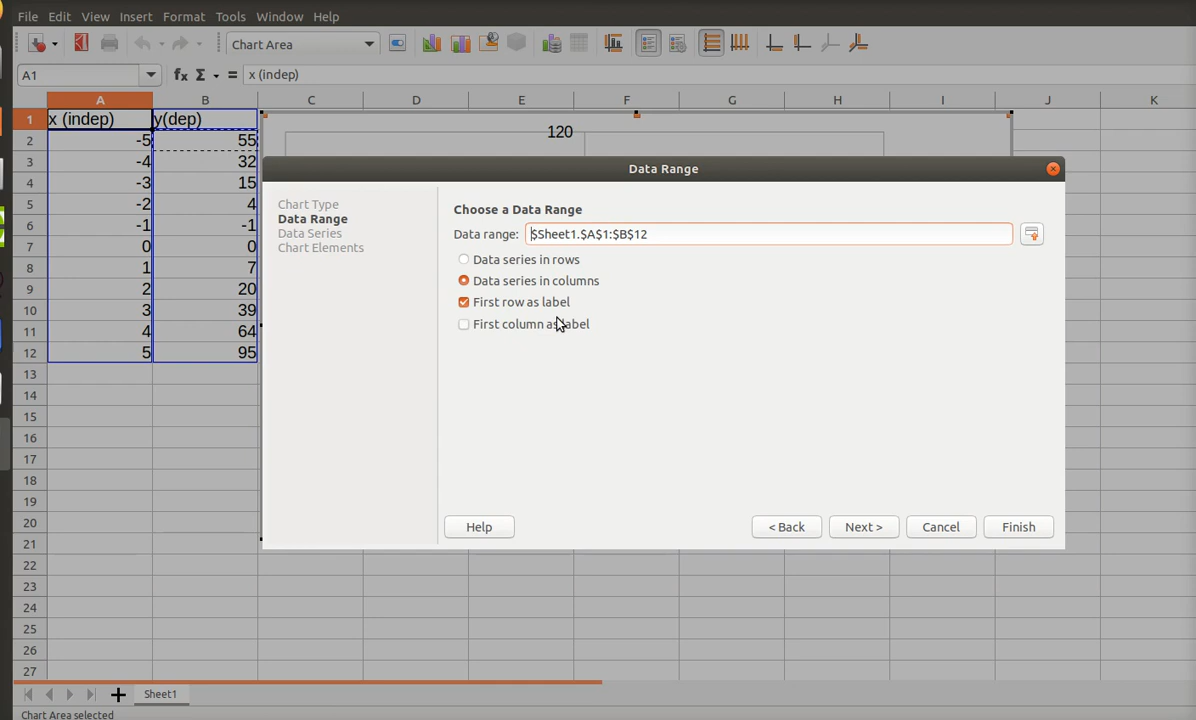 File Edit View Insert Format Tools Window Help
Chart Area
A1 fx Σ = x (indep)
A B C D E F G H I J K
1 x (indep) y(dep)
120
2 -5 55
3 -4 32
4 -3 15
5 -2 4
6 -1 -1
7 0 0
8 1 7
9 2 20
10 3 39
11 4 64
12 5 95
13
14
15
16
17
18
19
20
21
22
23
24
25
26
27
Data Range
Chart Type
Data Range
Data Series
Chart Elements
Choose a Data Range
Data range: $Sheet1.$A$1:$B$12
Data series in rows
Data series in columns
First row as label
First column as label
Help < Back Next > Cancel Finish
Sheet1
Chart Area selected